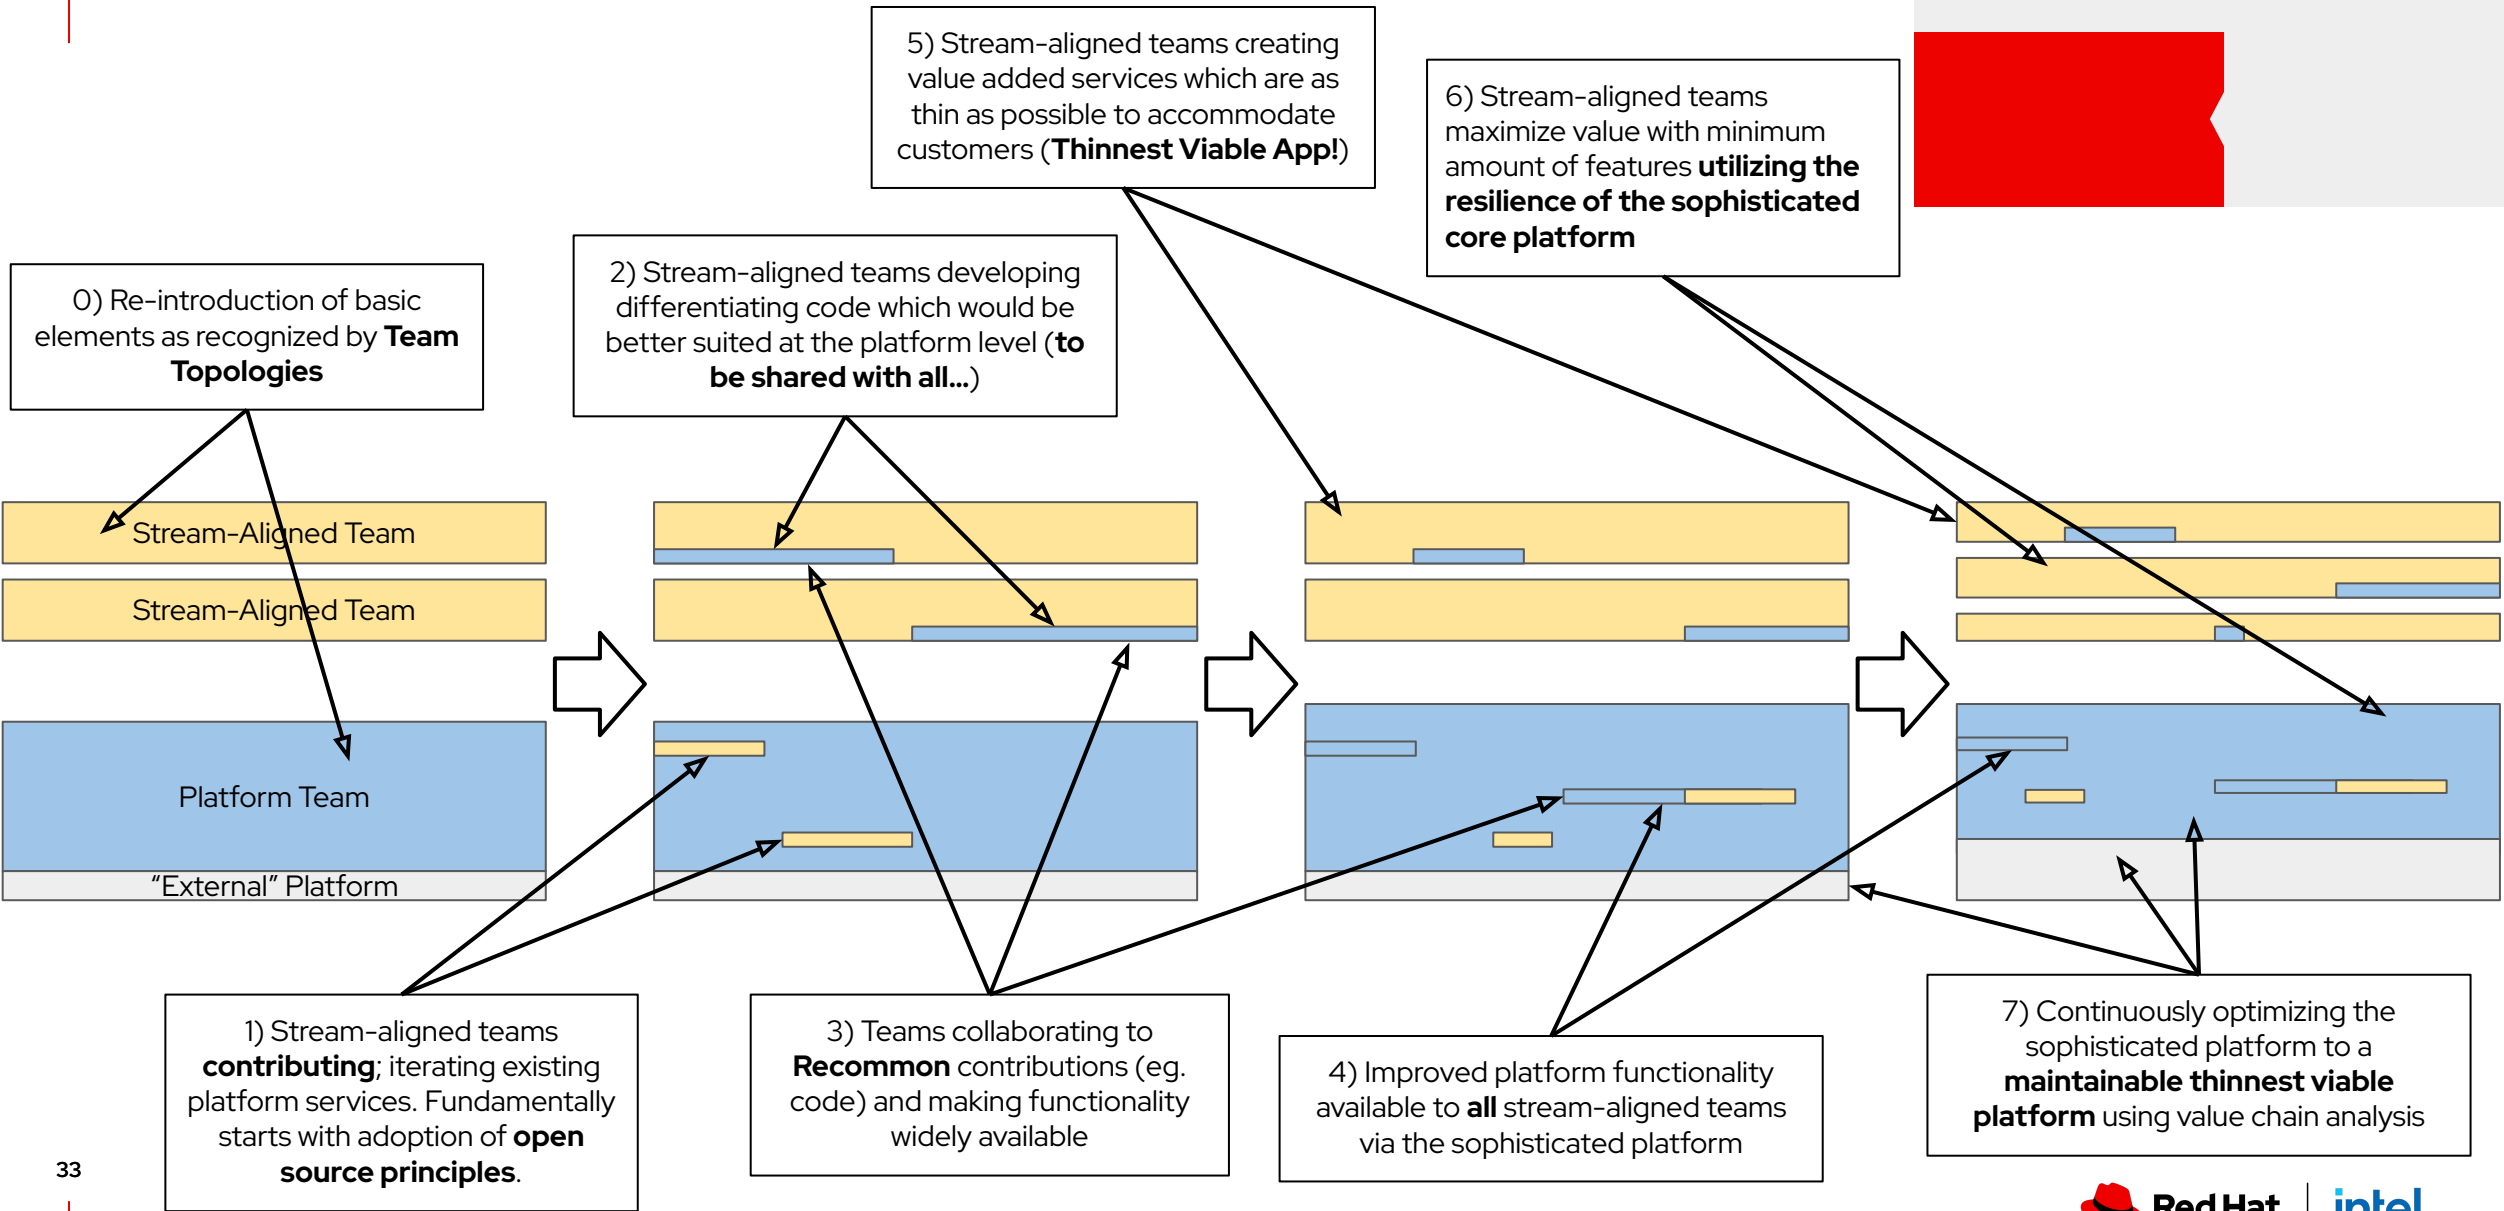 5) Stream-aligned teams creating
value added services which are as
thin as possible to accommodate
customers (Thinnest Viable App!)
6) Stream-aligned teams
maximize value with minimum
amount of features utilizing the
resilience of the sophisticated
core platform
0) Re-introduction of basic
elements as recognized by Team
Topologies
2) Stream-aligned teams developing
differentiating code which would be
better suited at the platform level (to
be shared with all...)
Stream-Aligned Team
Stream-Aligned Team
Platform Team
“External” Platform
1) Stream-aligned teams
contributing; iterating existing
platform services. Fundamentally
starts with adoption of open
source principles.
3) Teams collaborating to
Recommon contributions (eg.
code) and making functionality
widely available
4) Improved platform functionality
available to all stream-aligned teams
via the sophisticated platform
7) Continuously optimizing the
sophisticated platform to a
maintainable thinnest viable
platform using value chain analysis
33
Red Hat
intel